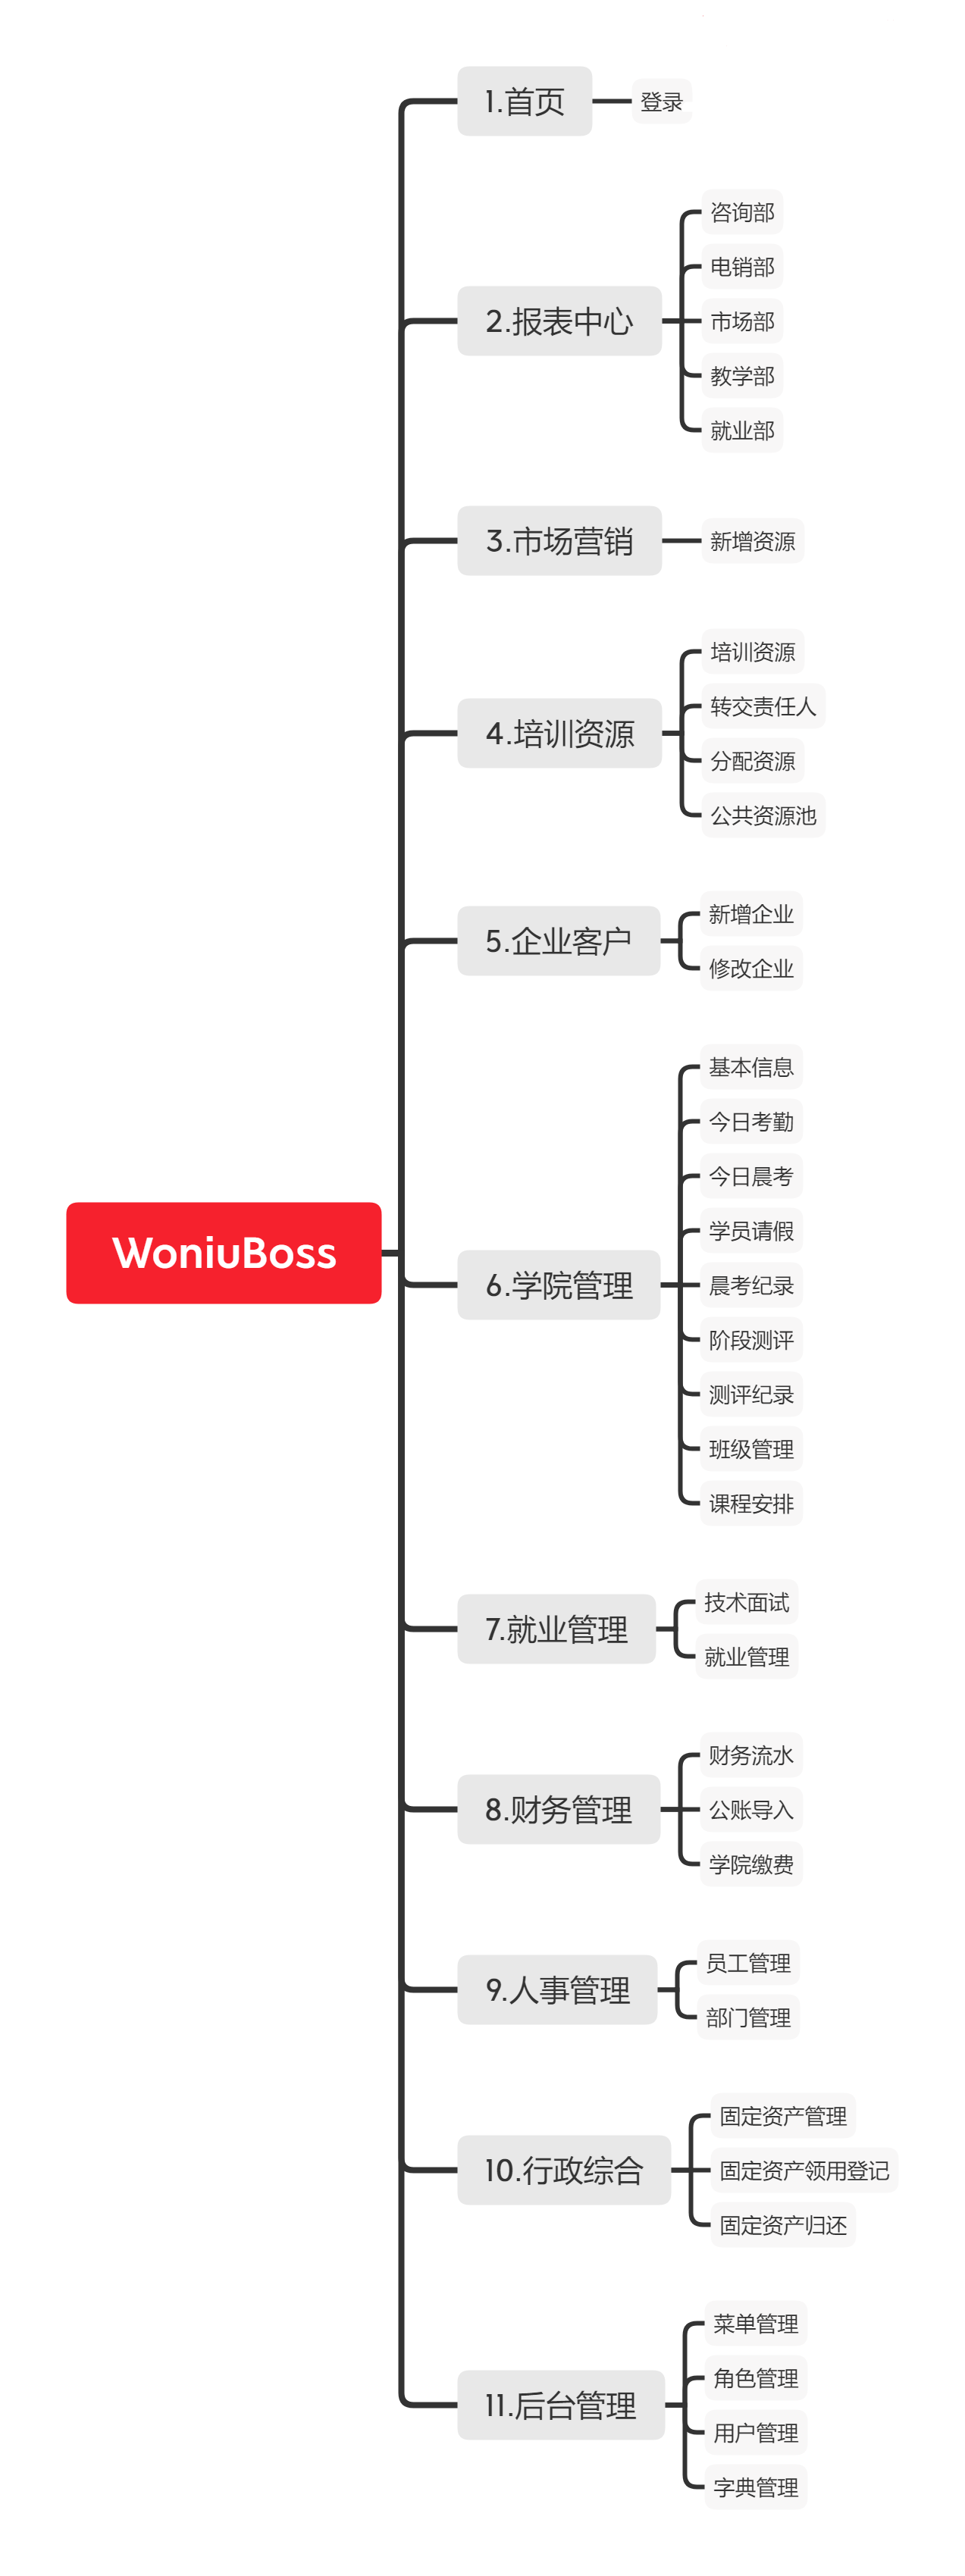 WoniuBoss
1.首页
登录
2.报表中心
咨询部
电销部
市场部
教学部
就业部
3.市场营销
新增资源
4.培训资源
培训资源
转交责任人
分配资源
公共资源池
5.企业客户
新增企业
修改企业
6.学院管理
基本信息
今日考勤
今日晨考
学员请假
晨考纪录
阶段测评
测评纪录
班级管理
课程安排
7.就业管理
技术面试
就业管理
8.财务管理
财务流水
公账导入
学院缴费
9.人事管理
员工管理
部门管理
10.行政综合
固定资产管理
固定资产领用登记
固定资产归还
11.后台管理
菜单管理
角色管理
用户管理
字典管理